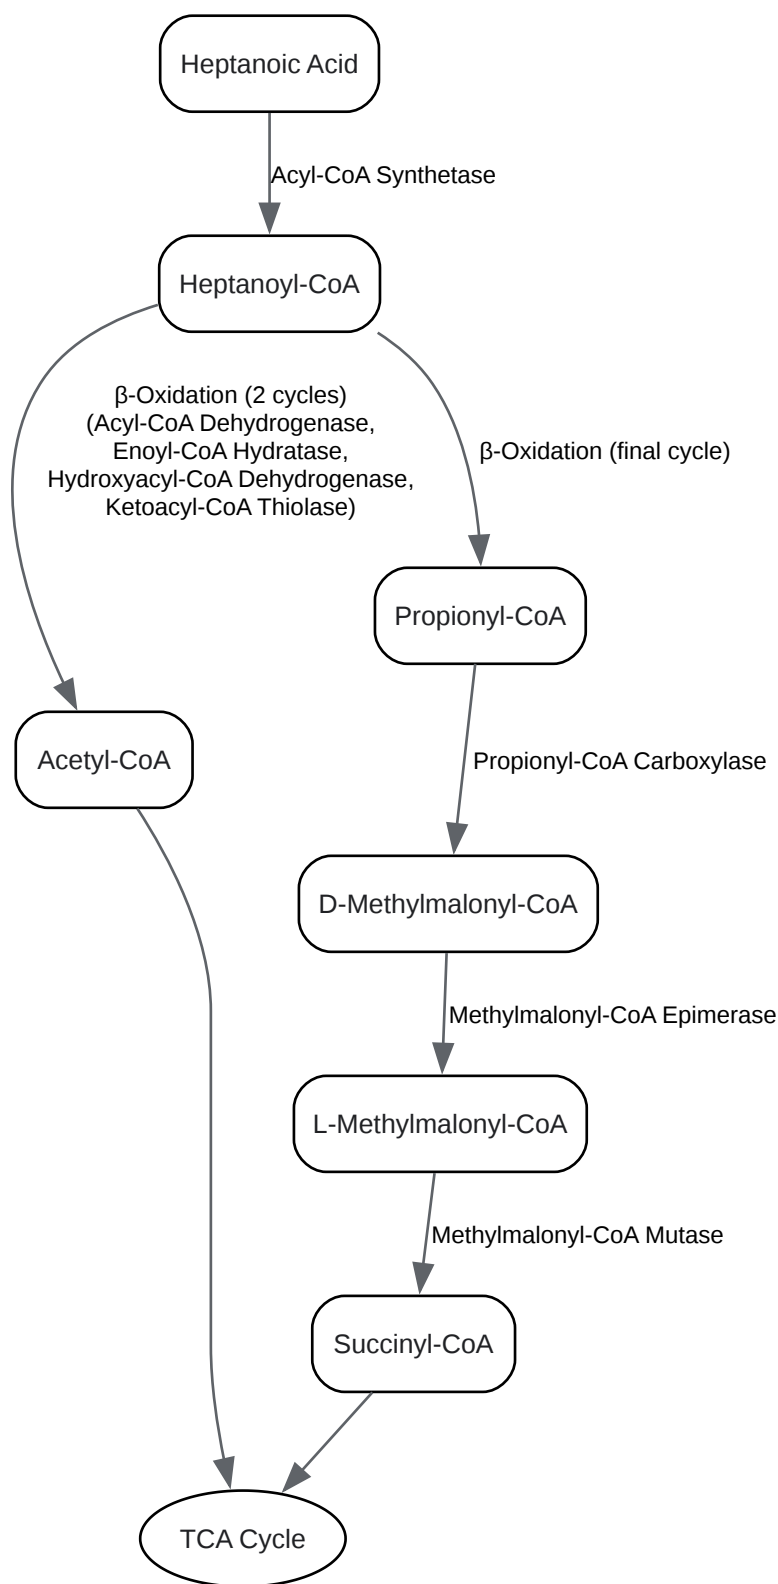 Heptanoic Acid
Acyl-CoA Synthetase
Heptanoyl-CoA
β-Oxidation (2 cycles)
(Acyl-CoA Dehydrogenase,
Enoyl-CoA Hydratase,
Hydroxyacyl-CoA Dehydrogenase,
Ketoacyl-CoA Thiolase)
β-Oxidation (final cycle)
Propionyl-CoA
Acetyl-CoA
Propionyl-CoA Carboxylase
D-Methylmalonyl-CoA
Methylmalonyl-CoA Epimerase
L-Methylmalonyl-CoA
Methylmalonyl-CoA Mutase
Succinyl-CoA
TCA Cycle